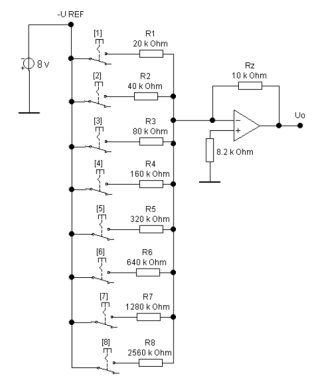 -U REF
8 v
[1]
R1
20 k Ohm
[2]
R2
40 k Ohm
[3]
R3
80 k Ohm
[4]
R4
160 k Ohm
[5]
R5
320 k Ohm
[6]
R6
640 k Ohm
[7]
R7
1280 k Ohm
[8]
R8
2560 k Ohm
Rz
10 k Ohm
-
+
Uo
8.2 k Ohm